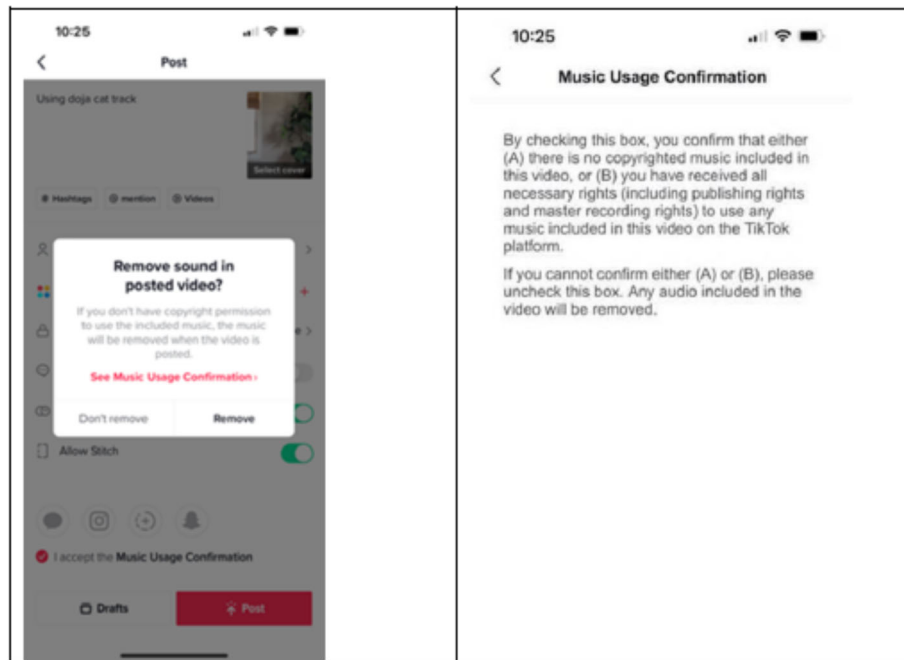 10:25
Post
Using doja cat track
Select cover
# Hashtags @ mention Videos
Remove sound in
posted video?
If you don't have copyright permission
to use the included music, the music
will be removed when the video is
posted.
See Music Usage Confirmation ›
Don't remove Remove
Allow Stitch
I accept the Music Usage Confirmation
Drafts Post
10:25
Music Usage Confirmation
By checking this box, you confirm that either
(A) there is no copyrighted music included in
this video, or (B) you have received all
necessary rights (including publishing rights
and master recording rights) to use any
music included in this video on the TikTok
platform.
If you cannot confirm either (A) or (B), please
uncheck this box. Any audio included in the
video will be removed.